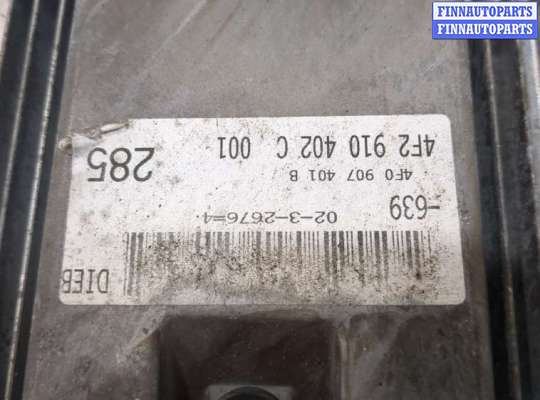 FINNAUTOPARTS
FINNAUTOPARTS
DIEB
02-3-2676=4.
-639
4F0 907 401 B
4F2 910 402 C 001
285